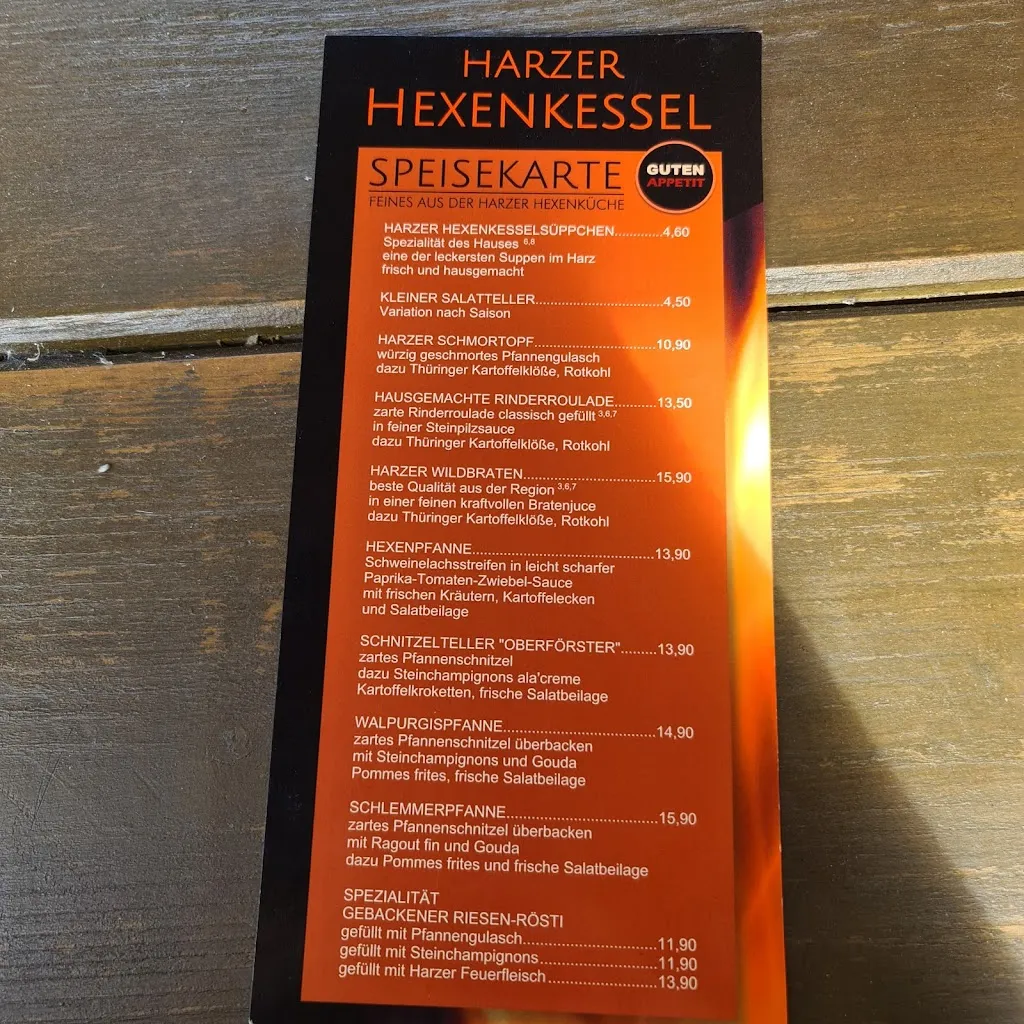 HARZER
HEXENKESSEL
SPEISEKARTE
GUTEN
APPETIT
FEINES AUS DER HARZER HEXENKÜCHE
HARZER HEXENKESSELSÜPPCHEN............4,60
Spezialität des Hauses 6,8
eine der leckersten Suppen im Harz
frisch und hausgemacht
KLEINER SALATTELLER................................4,50
Variation nach Saison
HARZER SCHMORTOPF...............................10,90
würzig geschmortes Pfannengulasch
dazu Thüringer Kartoffelklöße, Rotkohl
HAUSGEMACHTE RINDERROULADE..........13,50
zarte Rinderroulade classisch gefüllt 3,6,7
in feiner Steinpilzsauce
dazu Thüringer Kartoffelklöße, Rotkohl
HARZER WILDBRATEN.................................15,90
beste Qualität aus der Region 3,6,7
in einer feinen kraftvollen Bratenjuce
dazu Thüringer Kartoffelklöße, Rotkohl
HEXENPFANNE.............................................13,90
Schweinelachsstreifen in leicht scharfer
Paprika-Tomaten-Zwiebel-Sauce
mit frischen Kräutern, Kartoffelecken
und Salatbeilage
SCHNITZELTELLER "OBERFÖRSTER".........13,90
zartes Pfannenschnitzel
dazu Steinchampignons ala'creme
Kartoffelkroketten, frische Salatbeilage
WALPURGISPFANNE.....................................14,90
zartes Pfannenschnitzel überbacken
mit Steinchampignons und Gouda
Pommes frites, frische Salatbeilage
SCHLEMMERPFANNE.....................................15,90
zartes Pfannenschnitzel überbacken
mit Ragout fin und Gouda
dazu Pommes frites und frische Salatbeilage
SPEZIALITÄT
GEBACKENER RIESEN-RÖSTI
gefüllt mit Pfannengulasch................................11,90
gefüllt mit Steinchampignons............................11,90
gefüllt mit Harzer Feuerfleisch..........................13,90